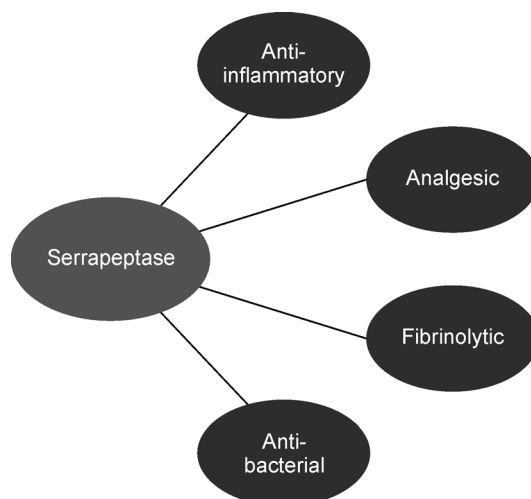 Anti-
inflammatory
Analgesic
Serrapeptase
Fibrinolytic
Anti-
bacterial